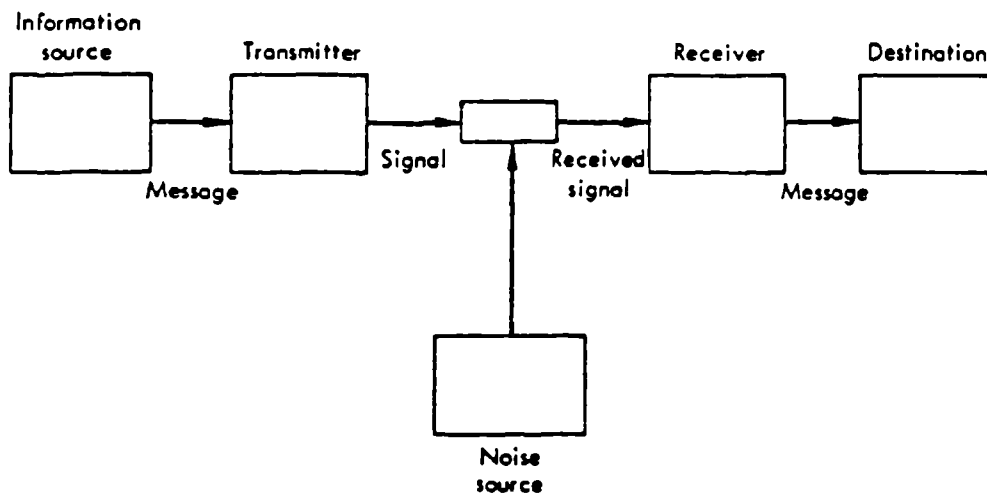 Information
source
Transmitter
Receiver
Destination
Message
Signal
Received
signal
Message
Noise
source